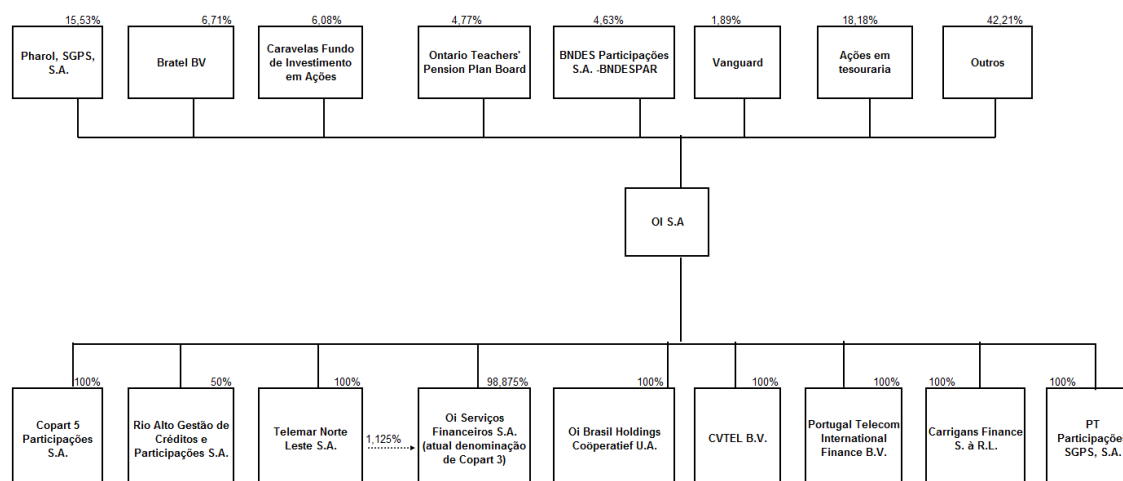 15,53%
6,71%
6,08%
4,77%
4,63%
1,89%
18,18%
42,21%
Pharol, SGPS,
S.A.
Bratel BV
Caravelas Fundo
de Investimento
em Ações
Ontario Teachers'
Pension Plan Board
BNDES Participações
S.A. -BNDESPAR
Vanguard
Ações em
tesouraria
Outros
OI S.A
100%
50%
100%
98,875%
100%
100%
100%
100%
100%
Copart 5
Participações
S.A.
Rio Alto Gestão de
Créditos e
Participações S.A.
Telemar Norte
Leste S.A.
1,125%
Oi Serviços
Financeiros S.A.
(atual denominação
de Copart 3)
Oi Brasil Holdings
Coöperatief U.A.
CVTEL B.V.
Portugal Telecom
International
Finance B.V.
Carrigans Finance
S. à R.L.
PT
Participações
SGPS, S.A.